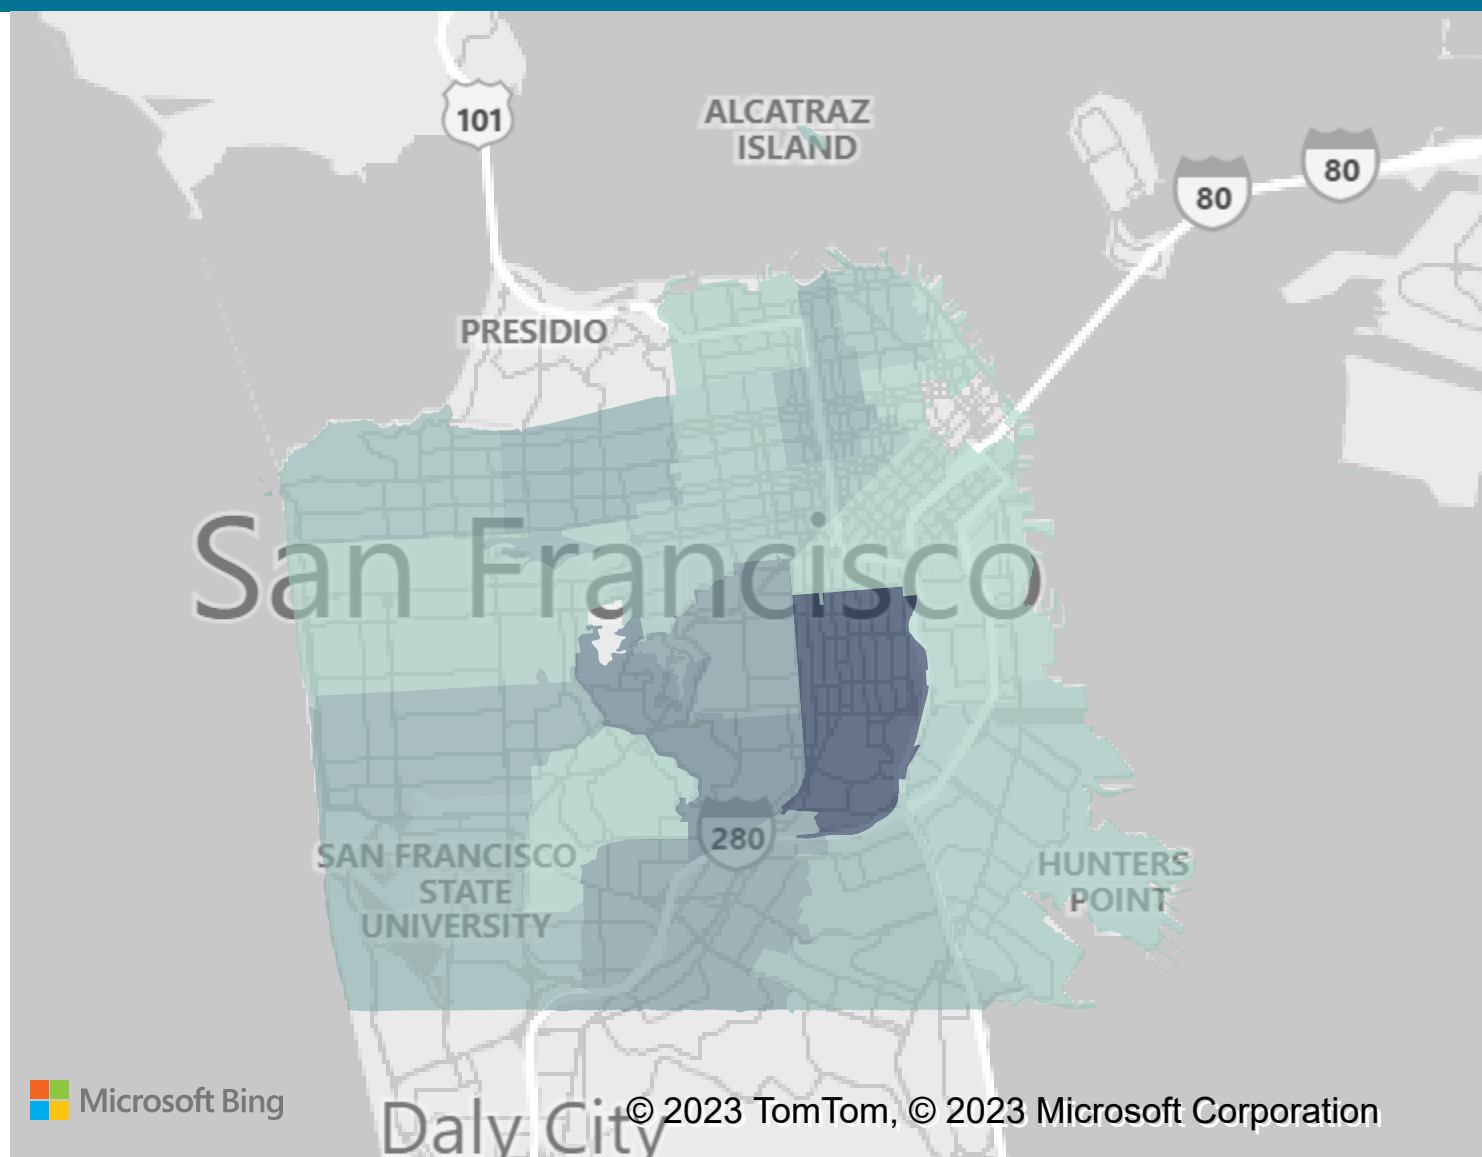 101
ALCATRAZ
ISLAND
80
80
PRESIDIO
San Francisco
280
SAN FRANCISCO
STATE
UNIVERSITY
HUNTERS
POINT
Microsoft Bing
Daly City
© 2023 TomTom, © 2023 Microsoft Corporation